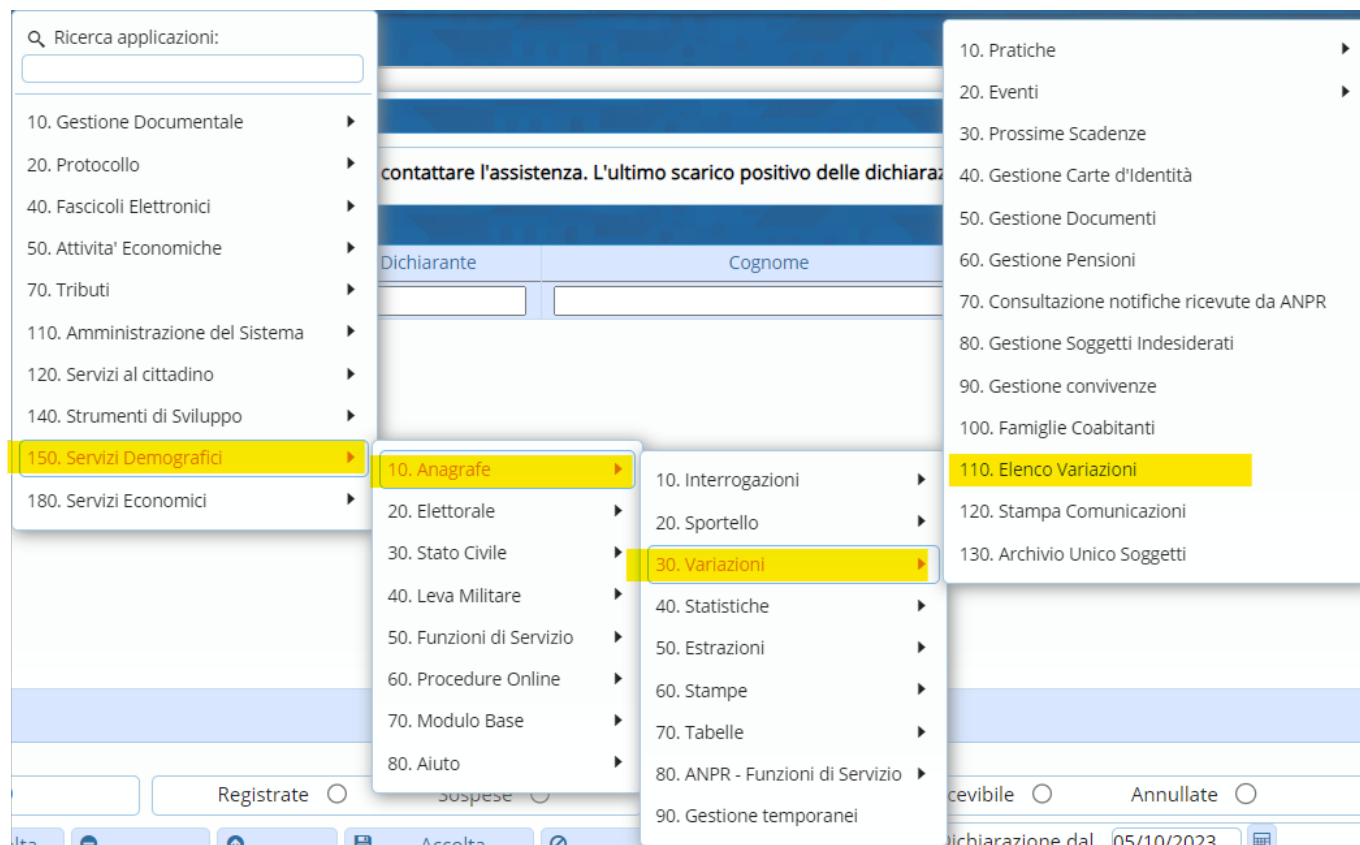 Ricerca applicazioni:
10. Gestione Documentale
20. Protocollo
40. Fascicoli Elettronici
50. Attivita' Economiche
70. Tributi
110. Amministrazione del Sistema
120. Servizi al cittadino
140. Strumenti di Sviluppo
150. Servizi Demografici
180. Servizi Economici
contattare l'assistenza. L'ultimo scarico positivo delle dichiaraz
Dichiarante
Cognome
10. Anagrafe
20. Elettorale
30. Stato Civile
40. Leva Militare
50. Funzioni di Servizio
60. Procedure Online
70. Modulo Base
80. Aiuto
10. Interrogazioni
20. Sportello
30. Variazioni
40. Statistiche
50. Estrazioni
60. Stampe
70. Tabelle
80. ANPR - Funzioni di Servizio
90. Gestione temporanei
10. Pratiche
20. Eventi
30. Prossime Scadenze
40. Gestione Carte d'Identità
50. Gestione Documenti
60. Gestione Pensioni
70. Consultazione notifiche ricevute da ANPR
80. Gestione Soggetti Indesiderati
90. Gestione convivenze
100. Famiglie Coabitanti
110. Elenco Variazioni
120. Stampa Comunicazioni
130. Archivio Unico Soggetti
Registrate
Sospese
cevibile
Annullate
Accolta
Dichiarazione dal 05/10/2023